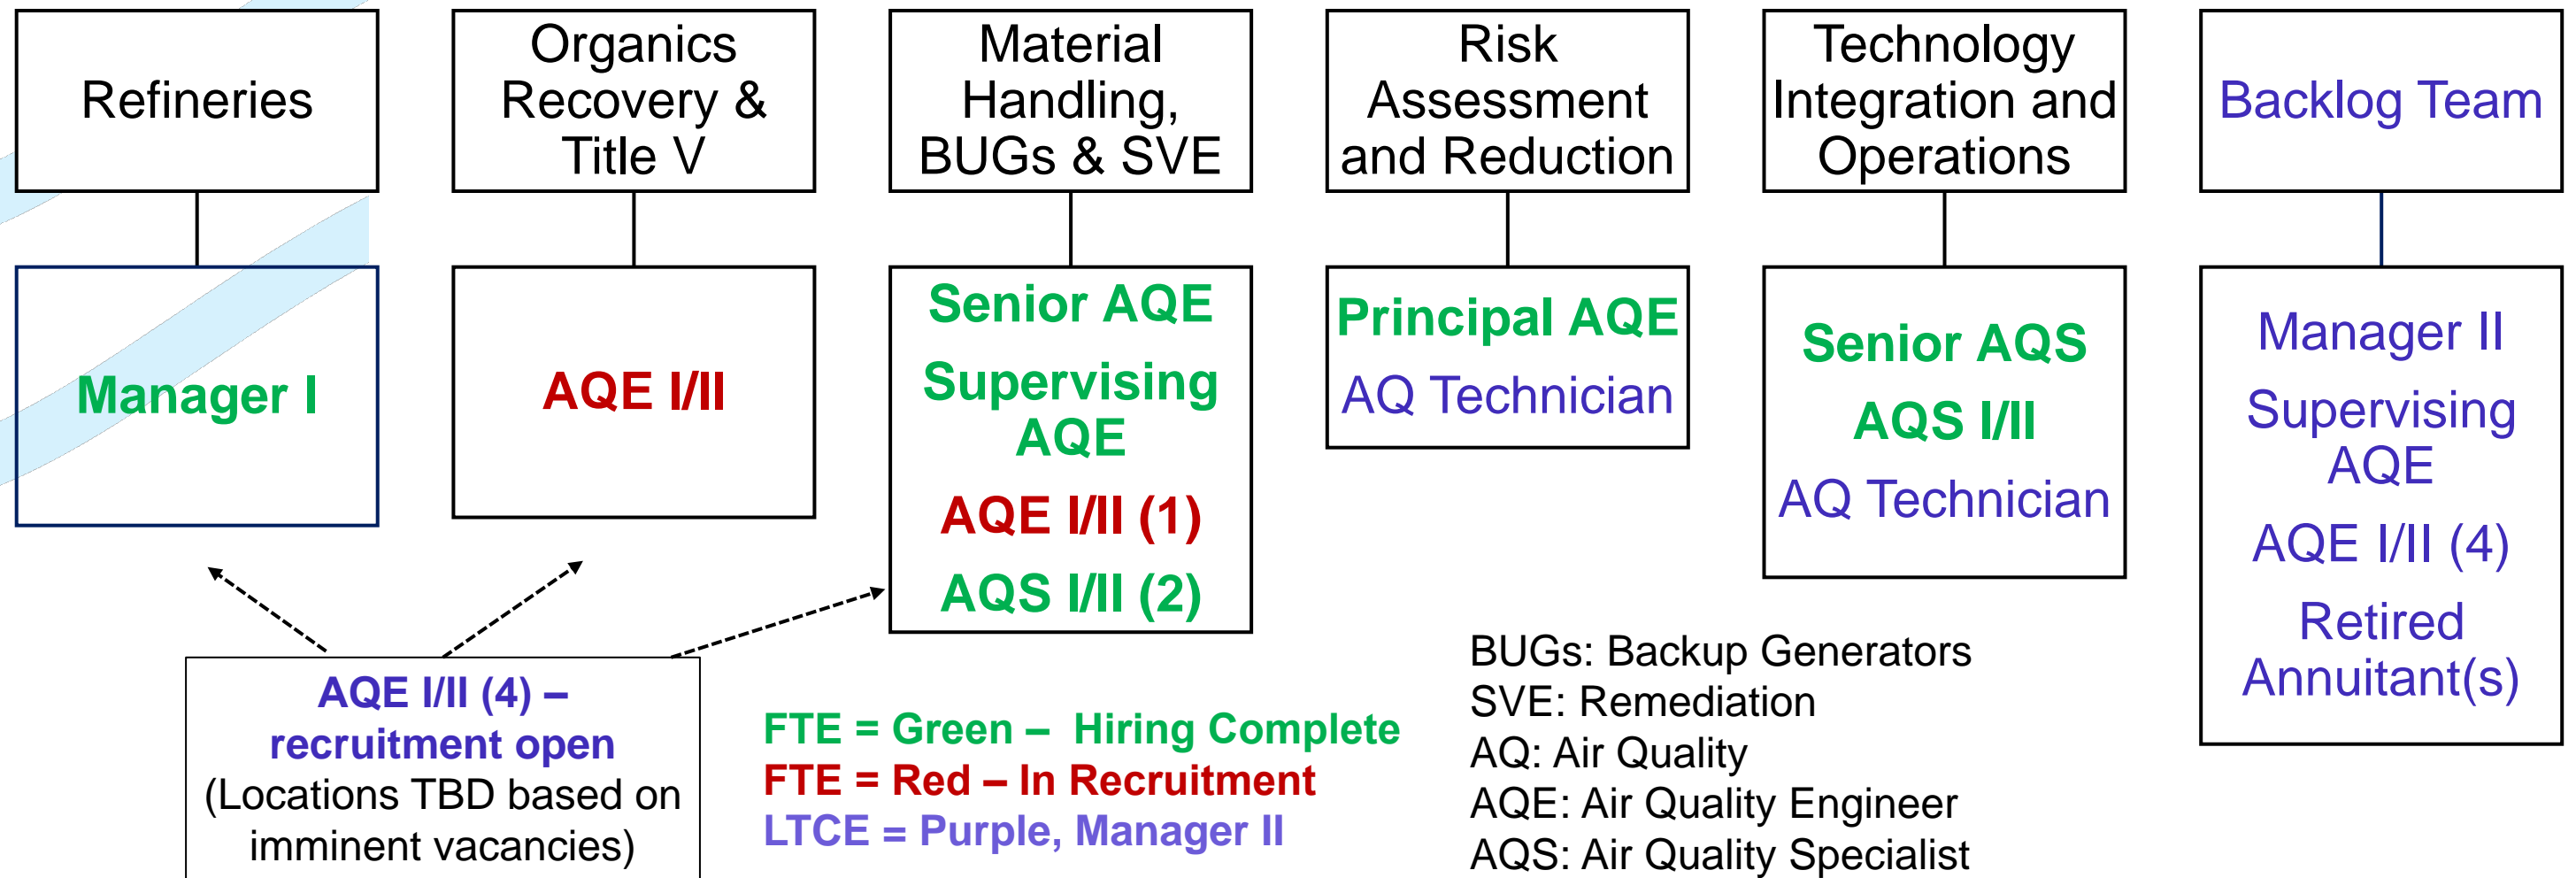 Refineries
Organics
Recovery &
Title V
Material
Handling,
BUGs & SVE
Risk
Assessment
and Reduction
Technology
Integration and
Operations
Backlog Team
Manager I
AQE I/II
Senior AQE
Supervising
AQE
AQE I/II (1)
AQS I/II (2)
Principal AQE
AQ Technician
Senior AQS
AQS I/II
AQ Technician
Manager II
Supervising
AQE
AQE I/II (4)
Retired
Annuitant(s)
AQE I/II (4) –
recruitment open
(Locations TBD based on
imminent vacancies)
FTE = Green – Hiring Complete
FTE = Red – In Recruitment
LTCE = Purple, Manager II
BUGs: Backup Generators
SVE: Remediation
AQ: Air Quality
AQE: Air Quality Engineer
AQS: Air Quality Specialist